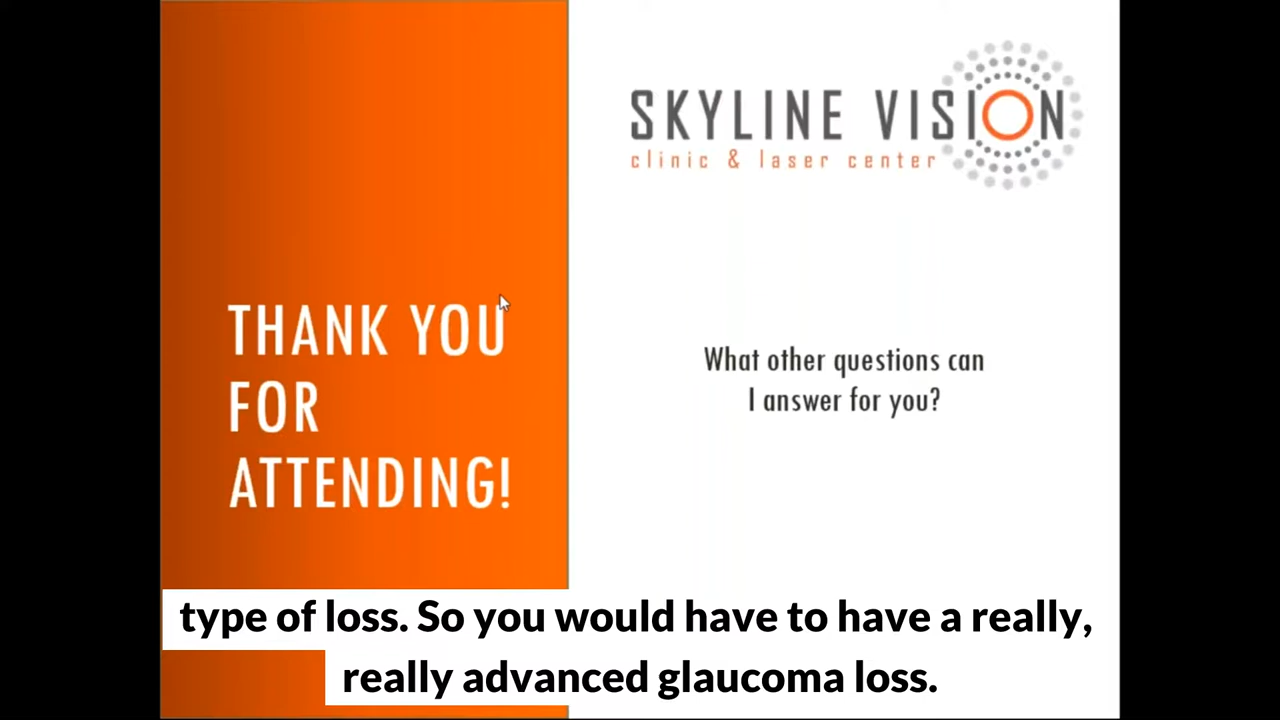 SKYLINE VISION
clinic & laser center
THANK YOU
FOR
ATTENDING!
What other questions can
I answer for you?
type of loss. So you would have to have a really,
really advanced glaucoma loss.